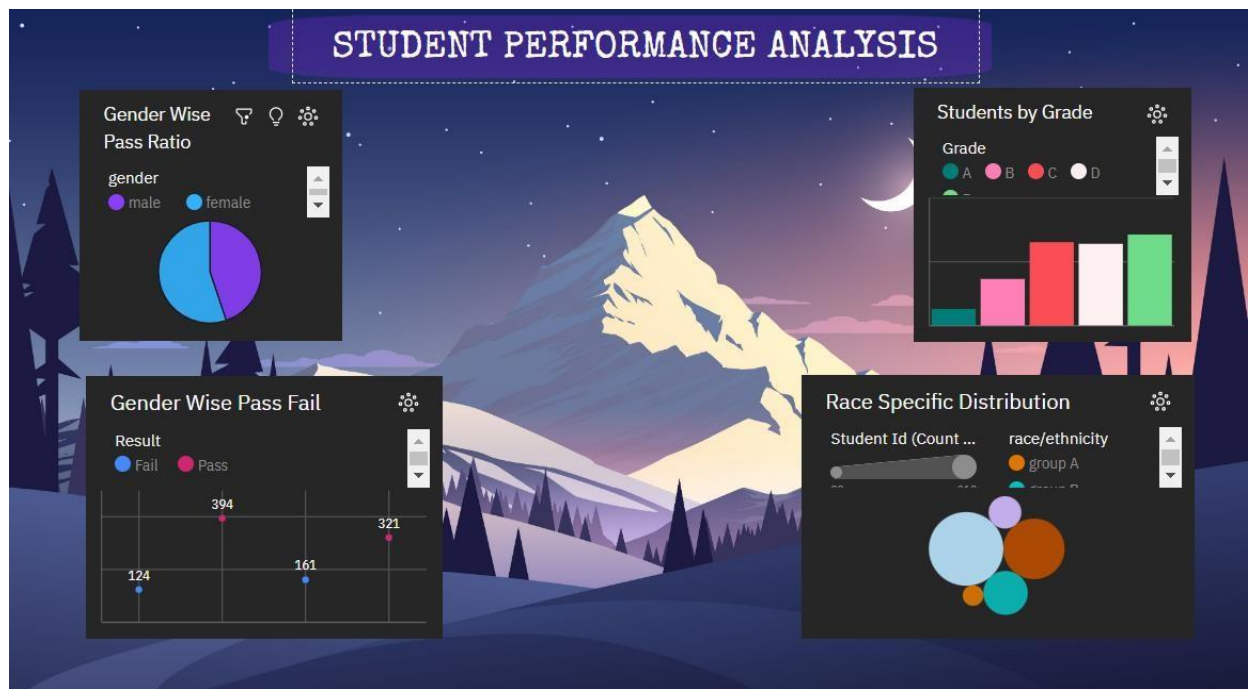 STUDENT PERFORMANCE ANALYSIS
Gender Wise
Pass Ratio
gender
male female
Students by Grade
Grade
A B C D
Gender Wise Pass Fail
Result
Fail Pass
394
321
161
124
Race Specific Distribution
Student Id (Count ... race/ethnicity
group A